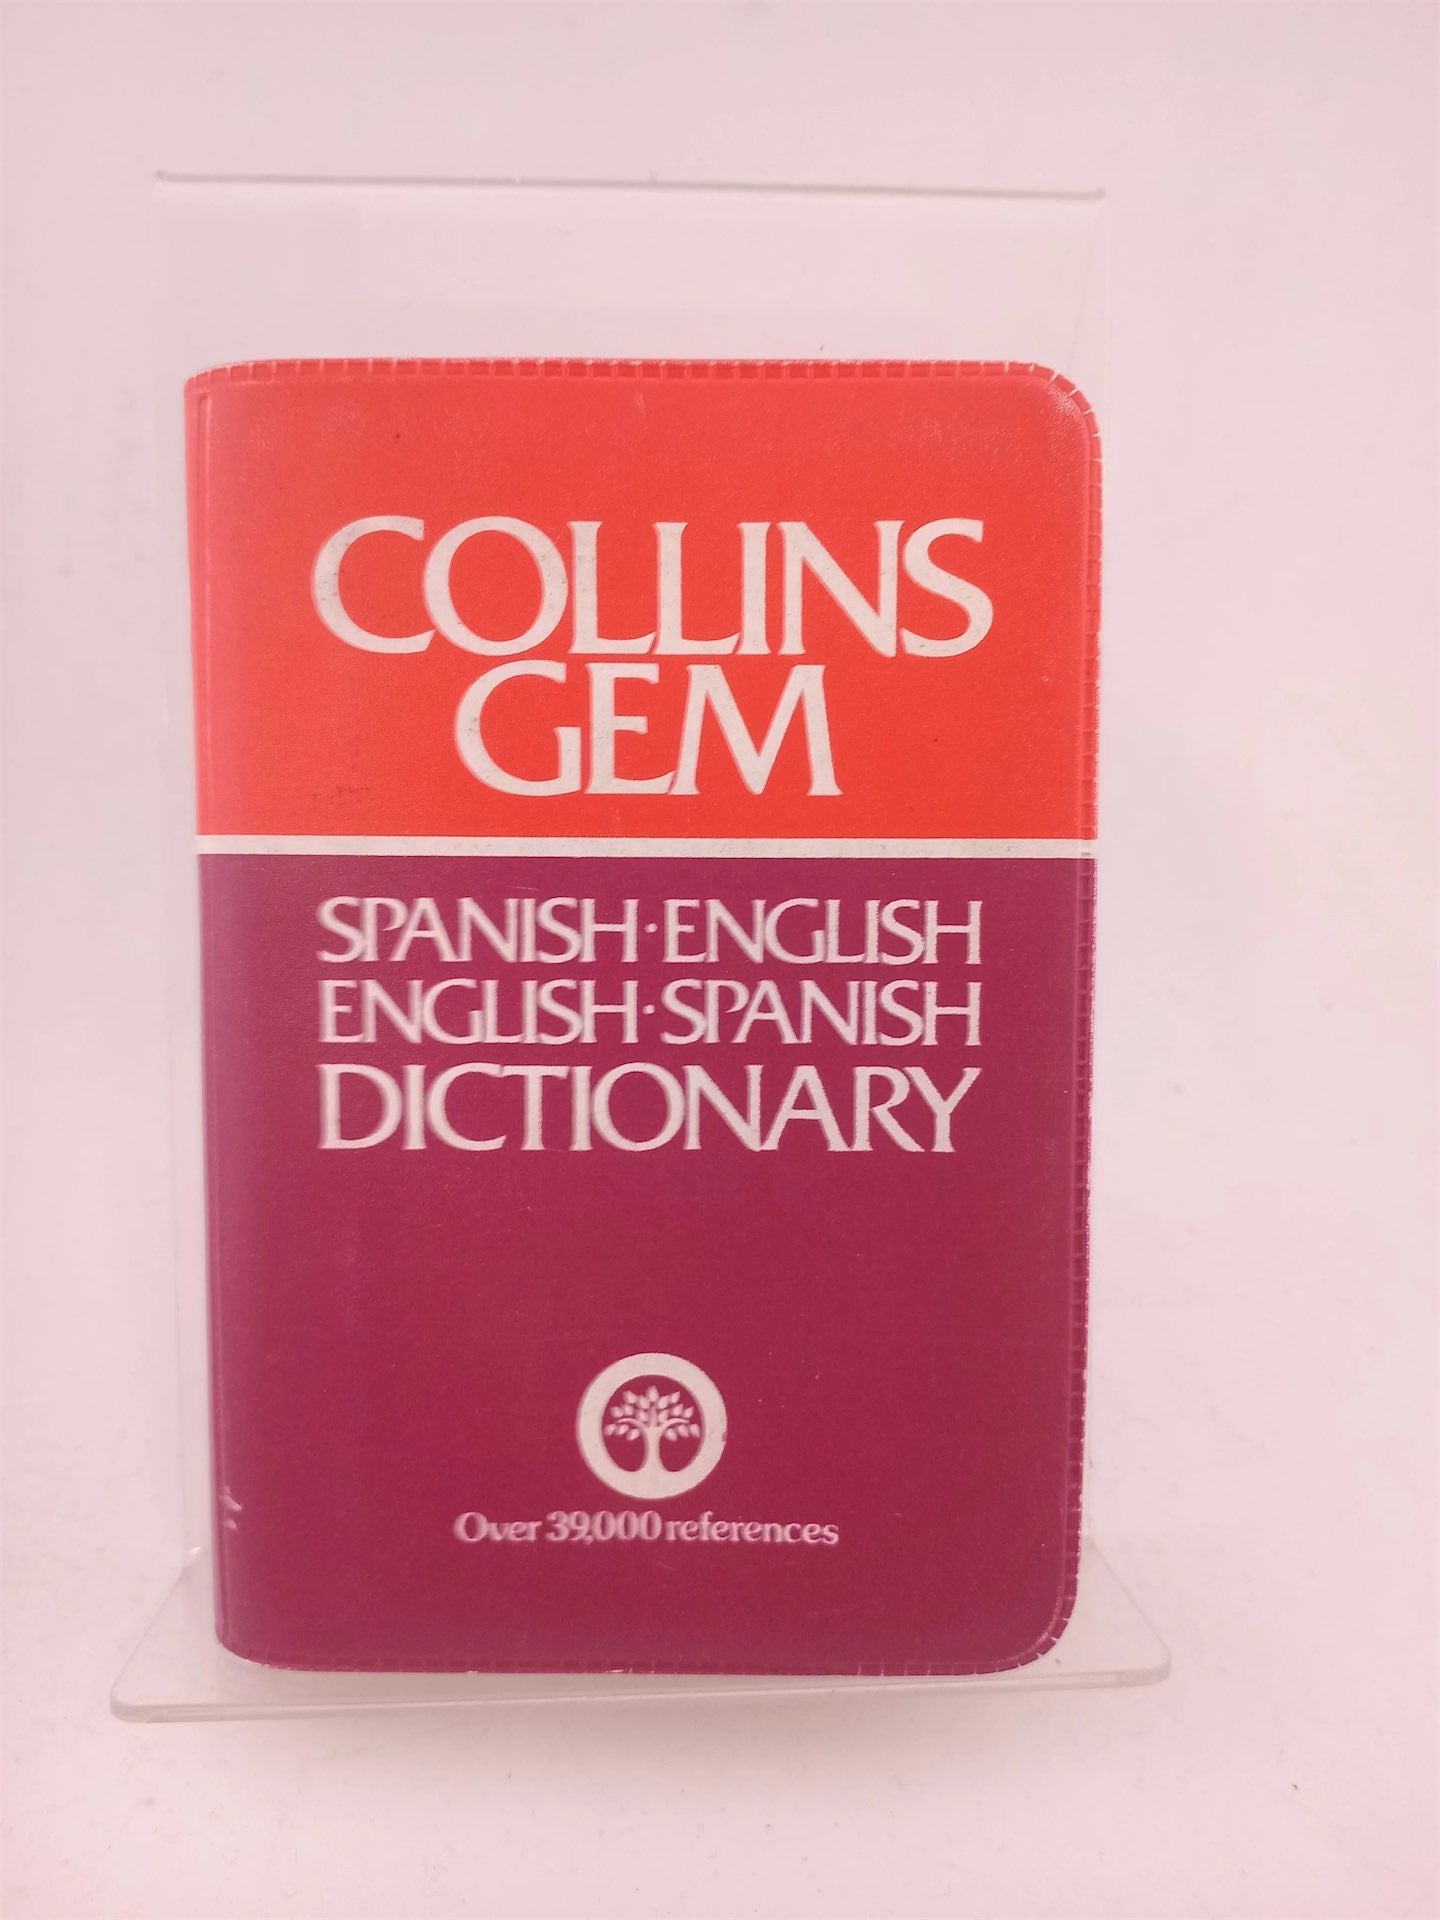 COLLINS
GEM
SPANISH·ENGLISH
ENGLISH·SPANISH
DICTIONARY
Over 39,000 references